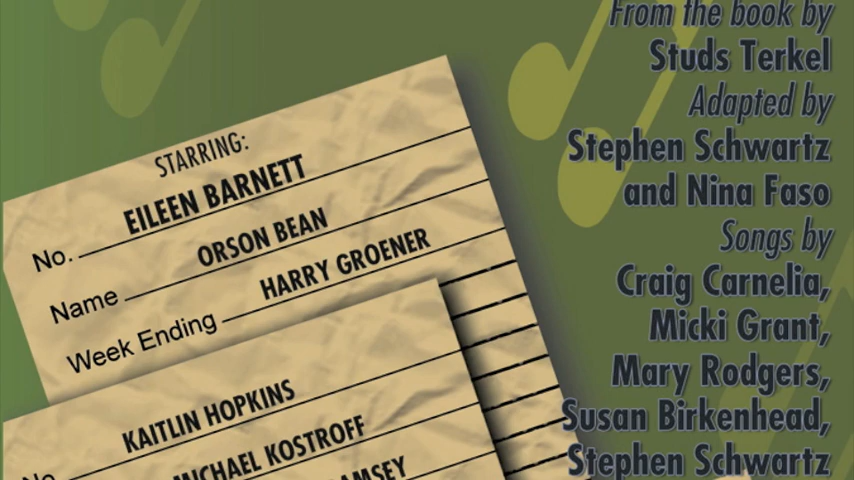 STARRING:
EILEEN BARNETT
No.
ORSON BEAN
Name
HARRY GROENER
Week Ending
KAITLIN HOPKINS
No.
MICHAEL KOSTROFF
RAMSEY
From the book by
Studs Terkel
Adapted by
Stephen Schwartz
and Nina Faso
Songs by
Craig Carnelia,
Micki Grant,
Mary Rodgers,
Susan Birkenhead,
Stephen Schwartz